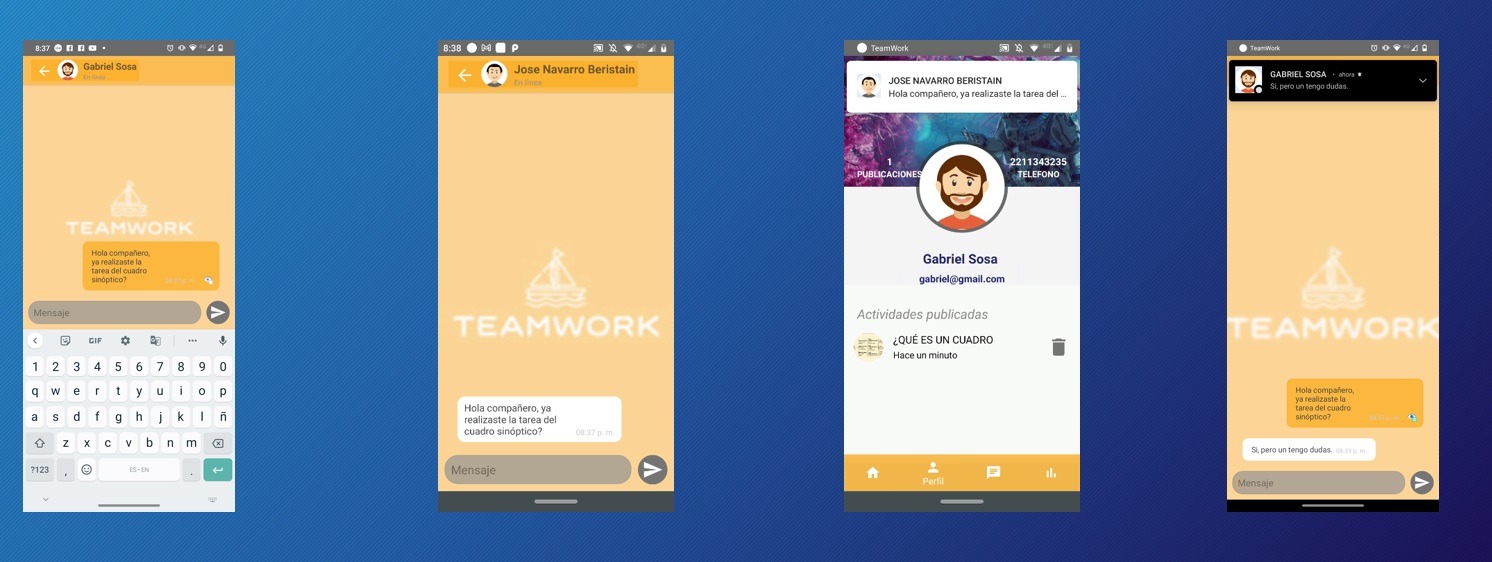 8:37
Gabriel Sosa
En línea
TEAMWORK
Hola compañero,
ya realizaste la
tarea del cuadro
sinóptico?
08:37 p. m.
Mensaje
GIF
1 2 3 4 5 6 7 8 9 0
q w e r t y u i o p
a s d f g h j k l ñ
z x c v b n m
?123 , ES • EN .
8:38
Jose Navarro Beristain
En línea
TEAMWORK
Hola compañero, ya
realizaste la tarea del
cuadro sinóptico?
08:37 p. m.
Mensaje
TeamWork
4G
JOSE NAVARRO BERISTAIN
Hola compañero, ya realizaste la tarea del ...
1
PUBLICACIONES
2211343235
TELEFONO
Gabriel Sosa
gabriel@gmail.com
Actividades publicadas
¿QUÉ ES UN CUADRO
Hace un minuto
Perfil
TeamWork
4G
GABRIEL SOSA • ahora
Si, pero un tengo dudas.
TEAMWORK
Hola compañero,
ya realizaste la
tarea del cuadro
sinóptico?
08:37 p. m.
Si, pero un tengo dudas. 08:39 p. m.
Mensaje